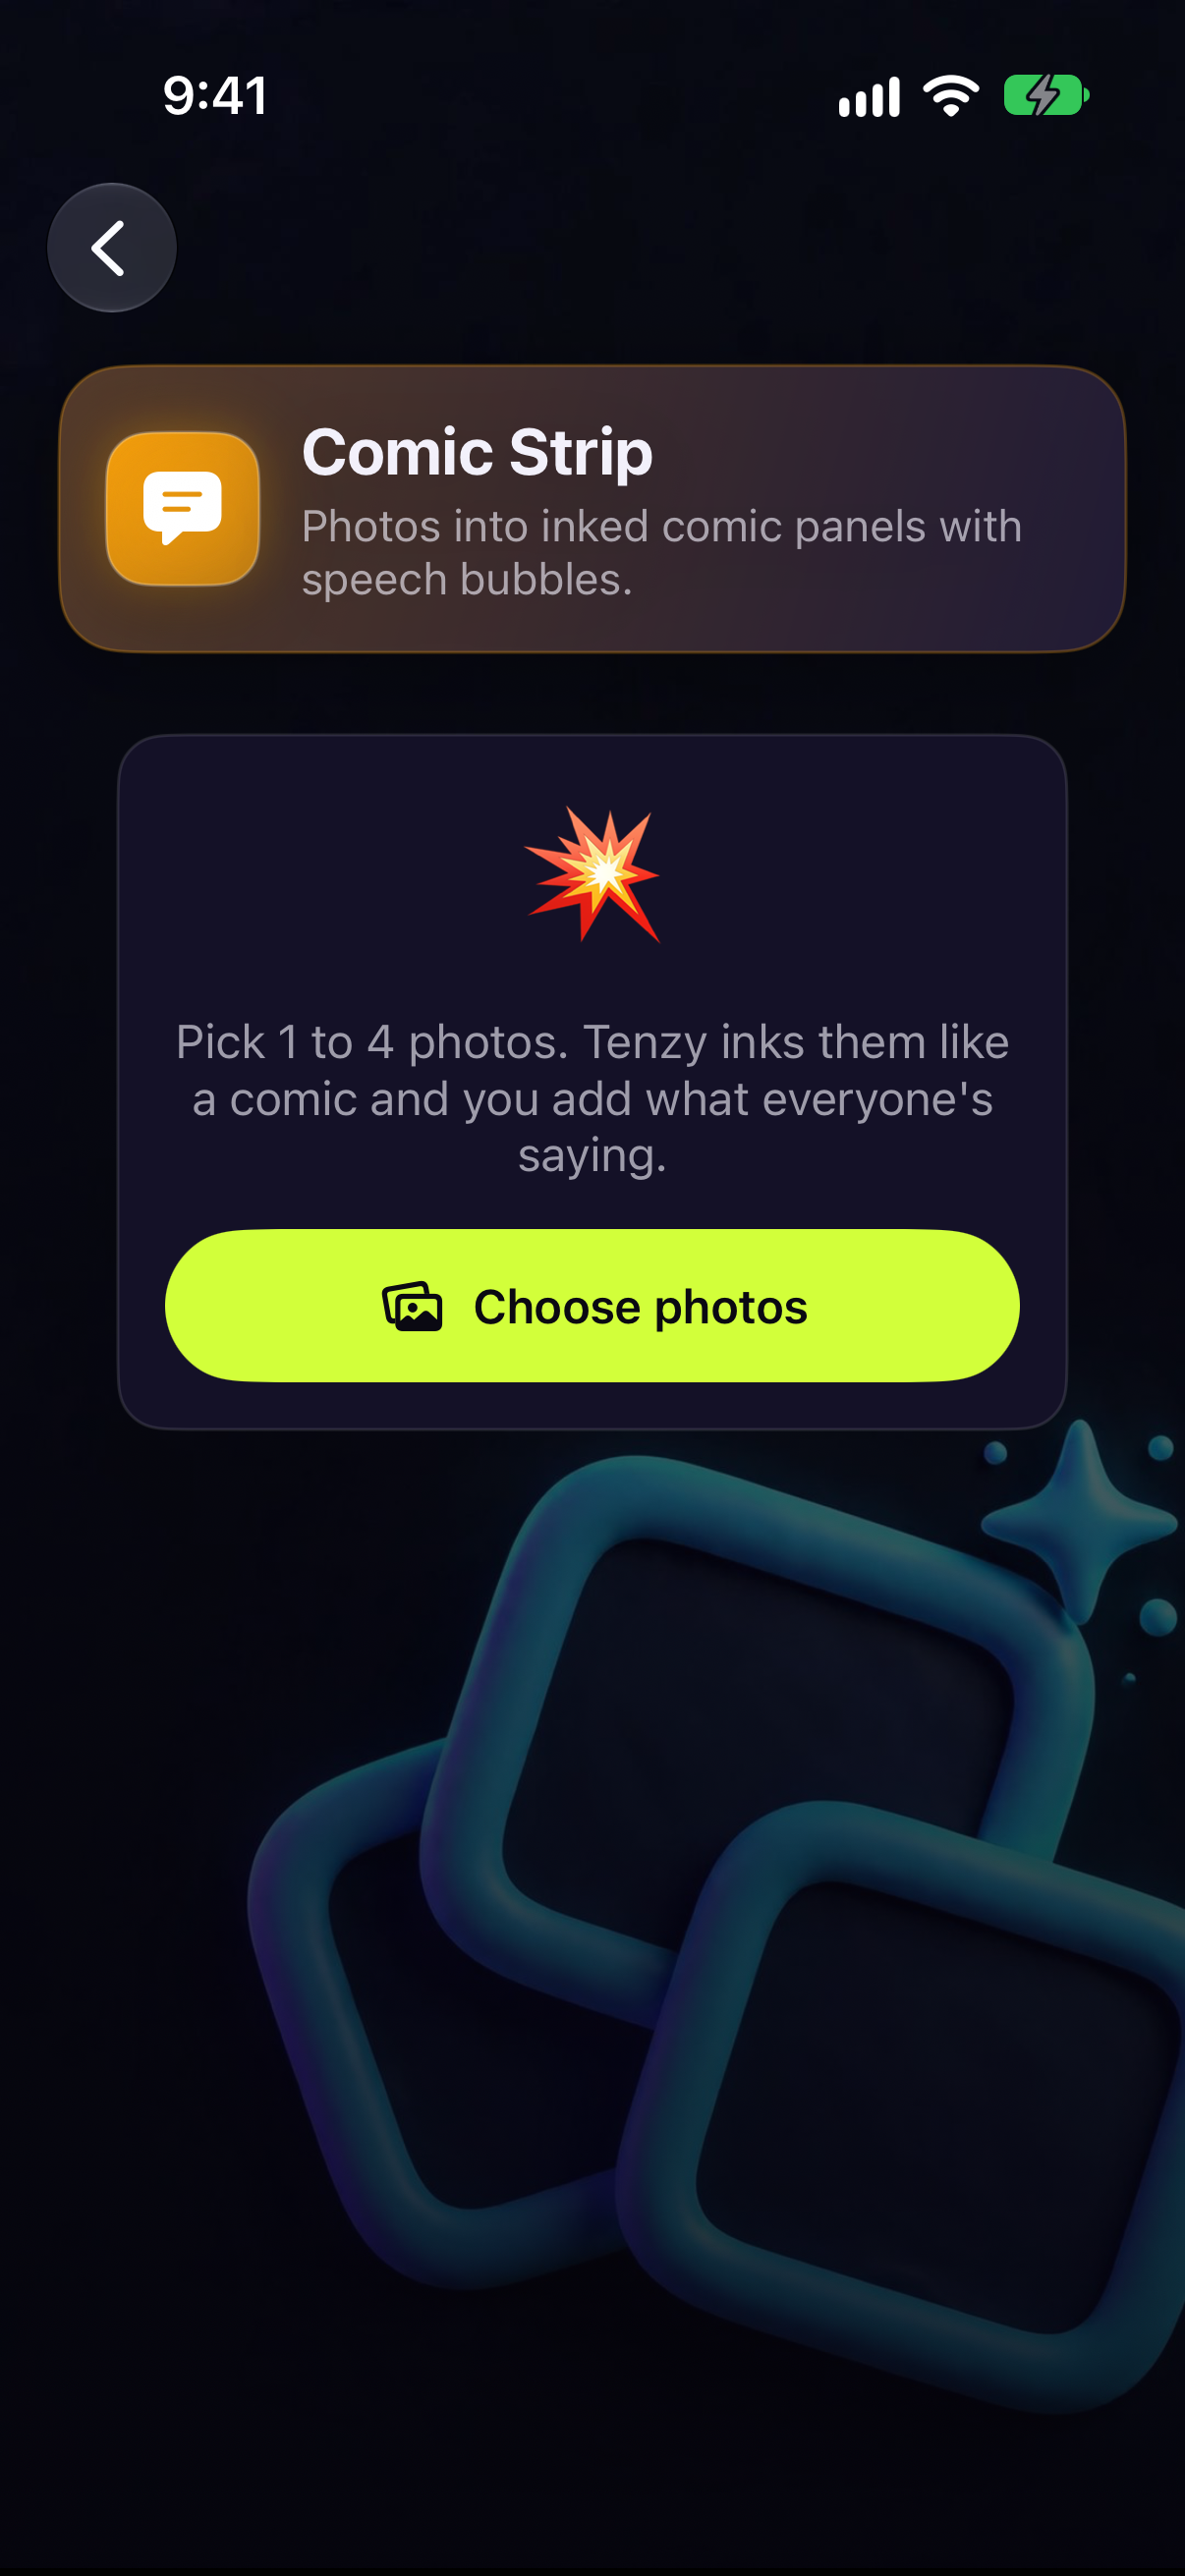 9:41
Comic Strip
Photos into inked comic panels with
speech bubbles.
Pick 1 to 4 photos. Tenzy inks them like
a comic and you add what everyone's
saying.
Choose photos